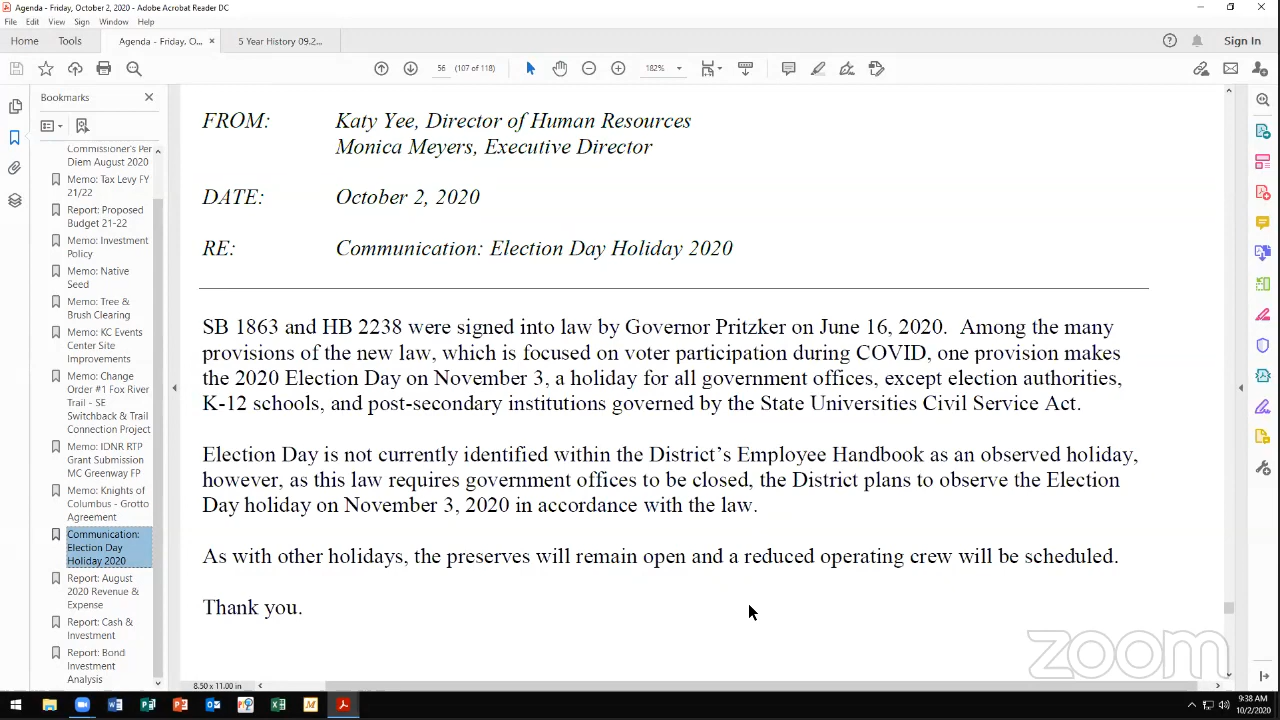 Agenda - Friday, October 2, 2020 - Adobe Acrobat Reader DC
File Edit View Sign Window Help
Home Tools Agenda - Friday, O... × 5 Year History 09.2... Sign In
56 (107 of 118) 182%
Bookmarks
Commissioner's Per
Diem August 2020
Memo: Tax Levy FY
21/22
Report: Proposed
Budget 21-22
Memo: Investment
Policy
Memo: Native
Seed
Memo: Tree &
Brush Clearing
Memo: KC Events
Center Site
Improvements
Memo: Change
Order #1 Fox River
Trail - SE
Switchback & Trail
Connection Project
Memo: IDNR RTP
Grant Submission
MC Greenway FP
Memo: Knights of
Columbus - Grotto
Agreement
Communication:
Election Day
Holiday 2020
Report: August
2020 Revenue &
Expense
Report: Cash &
Investment
Report: Bond
Investment
Analysis
FROM: Katy Yee, Director of Human Resources
Monica Meyers, Executive Director
DATE: October 2, 2020
RE: Communication: Election Day Holiday 2020
SB 1863 and HB 2238 were signed into law by Governor Pritzker on June 16, 2020. Among the many
provisions of the new law, which is focused on voter participation during COVID, one provision makes
the 2020 Election Day on November 3, a holiday for all government offices, except election authorities,
K-12 schools, and post-secondary institutions governed by the State Universities Civil Service Act.
Election Day is not currently identified within the District's Employee Handbook as an observed holiday,
however, as this law requires government offices to be closed, the District plans to observe the Election
Day holiday on November 3, 2020 in accordance with the law.
As with other holidays, the preserves will remain open and a reduced operating crew will be scheduled.
Thank you.
zoom
8.50 x 11.00 in
9:38 AM
10/2/2020